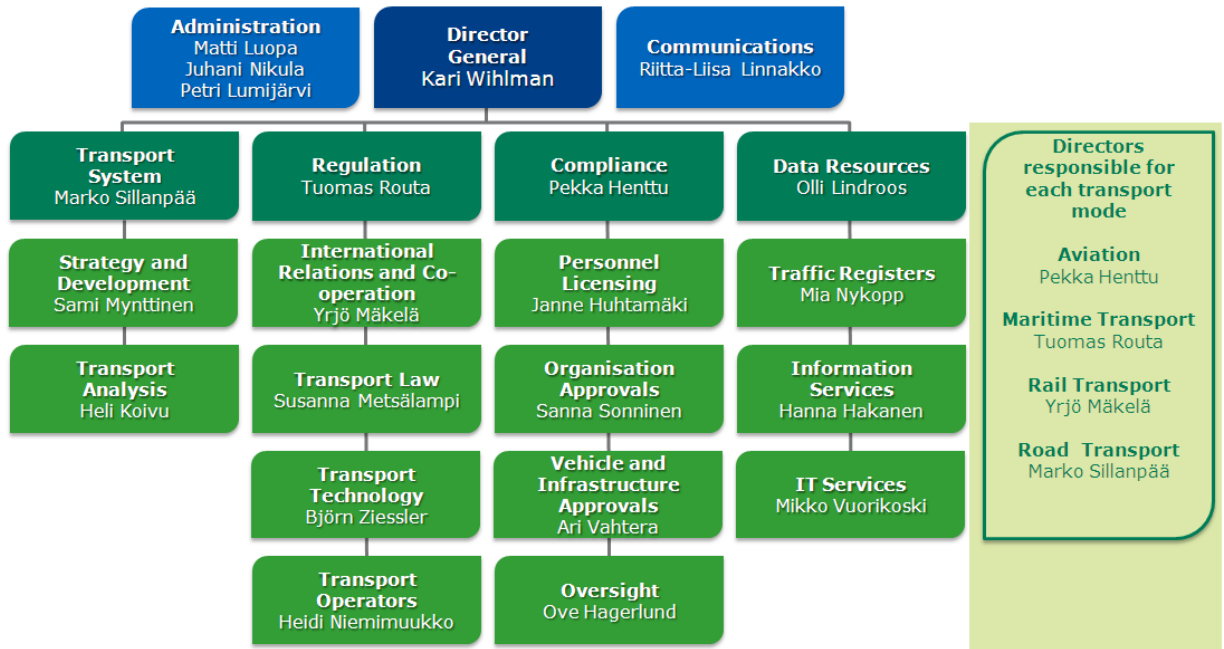 Administration
Matti Luopa
Juhani Nikula
Petri Lumijärvi
Director
General
Kari Wihlman
Communications
Riitta-Liisa Linnakko
Transport
System
Marko Sillanpää
Regulation
Tuomas Routa
Compliance
Pekka Henttu
Data Resources
Olli Lindroos
Strategy and
Development
Sami Mynttinen
International
Relations and Co-
operation
Yrjö Mäkelä
Personnel
Licensing
Janne Huhtamäki
Traffic Registers
Mia Nykopp
Transport
Analysis
Heli Koivu
Transport Law
Susanna Metsälampi
Organisation
Approvals
Sanna Sonninen
Information
Services
Hanna Hakanen
Transport
Technology
Björn Ziessler
Vehicle and
Infrastructure
Approvals
Ari Vahtera
IT Services
Mikko Vuorikoski
Transport
Operators
Heidi Niemimuukko
Oversight
Ove Hagerlund
Directors
responsible for
each transport
mode
Aviation
Pekka Henttu
Maritime Transport
Tuomas Routa
Rail Transport
Yrjö Mäkelä
Road Transport
Marko Sillanpää